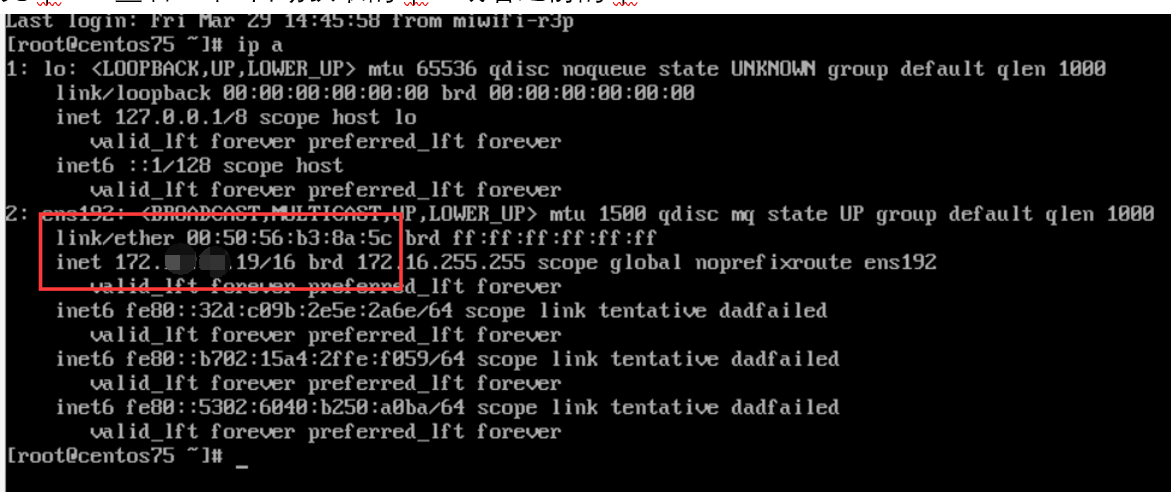 Last login: Fri Mar 29 14:45:58 from miwifi-r3p
[root@centos75 ~]# ip a
1: lo: <LOOPBACK,UP,LOWER_UP> mtu 65536 qdisc noqueue state UNKNOWN group default qlen 1000
link/loopback 00:00:00:00:00:00 brd 00:00:00:00:00:00
inet 127.0.0.1/8 scope host lo
valid_lft forever preferred_lft forever
inet6 ::1/128 scope host
valid_lft forever preferred_lft forever
2: ens192: <BROADCAST,MULTICAST,UP,LOWER_UP> mtu 1500 qdisc mq state UP group default qlen 1000
link/ether 00:50:56:b3:8a:5c brd ff:ff:ff:ff:ff:ff
inet 172. .19/16 brd 172.16.255.255 scope global noprefixroute ens192
valid_lft forever preferred_lft forever
inet6 fe80::32d:c09b:2e5e:2a6e/64 scope link tentative dadfailed
valid_lft forever preferred_lft forever
inet6 fe80::b702:15a4:2ffe:f059/64 scope link tentative dadfailed
valid_lft forever preferred_lft forever
inet6 fe80::5302:6040:b250:a0ba/64 scope link tentative dadfailed
valid_lft forever preferred_lft forever
[root@centos75 ~]# _